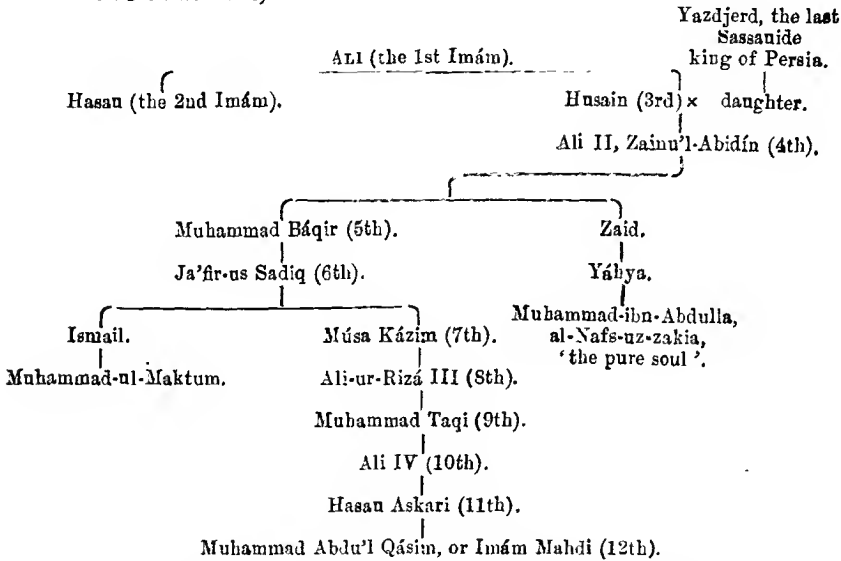 Yazdjerd, the last
Sassanide
ALI (the 1st Imám).
king of Persia.
Hasan (the 2nd Imám).
Husain (3rd) × daughter.
Ali II, Zainu'l-Abidín (4th).
Muhammad Báqir (5th).
Zaid.
Ja'fir-us Sadiq (6th).
Yáhya.
Ismail.
Músa Kázim (7th).
Muhammad-ibn-Abdulla,
al-Nafs-uz-zakia,
'the pure soul'.
Muhammad-ul-Maktum.
Ali-ur-Rizá III (8th).
Muhammad Taqi (9th).
Ali IV (10th).
Hasan Askari (11th).
Muhammad Abdu'l Qásim, or Imám Mahdi (12th).